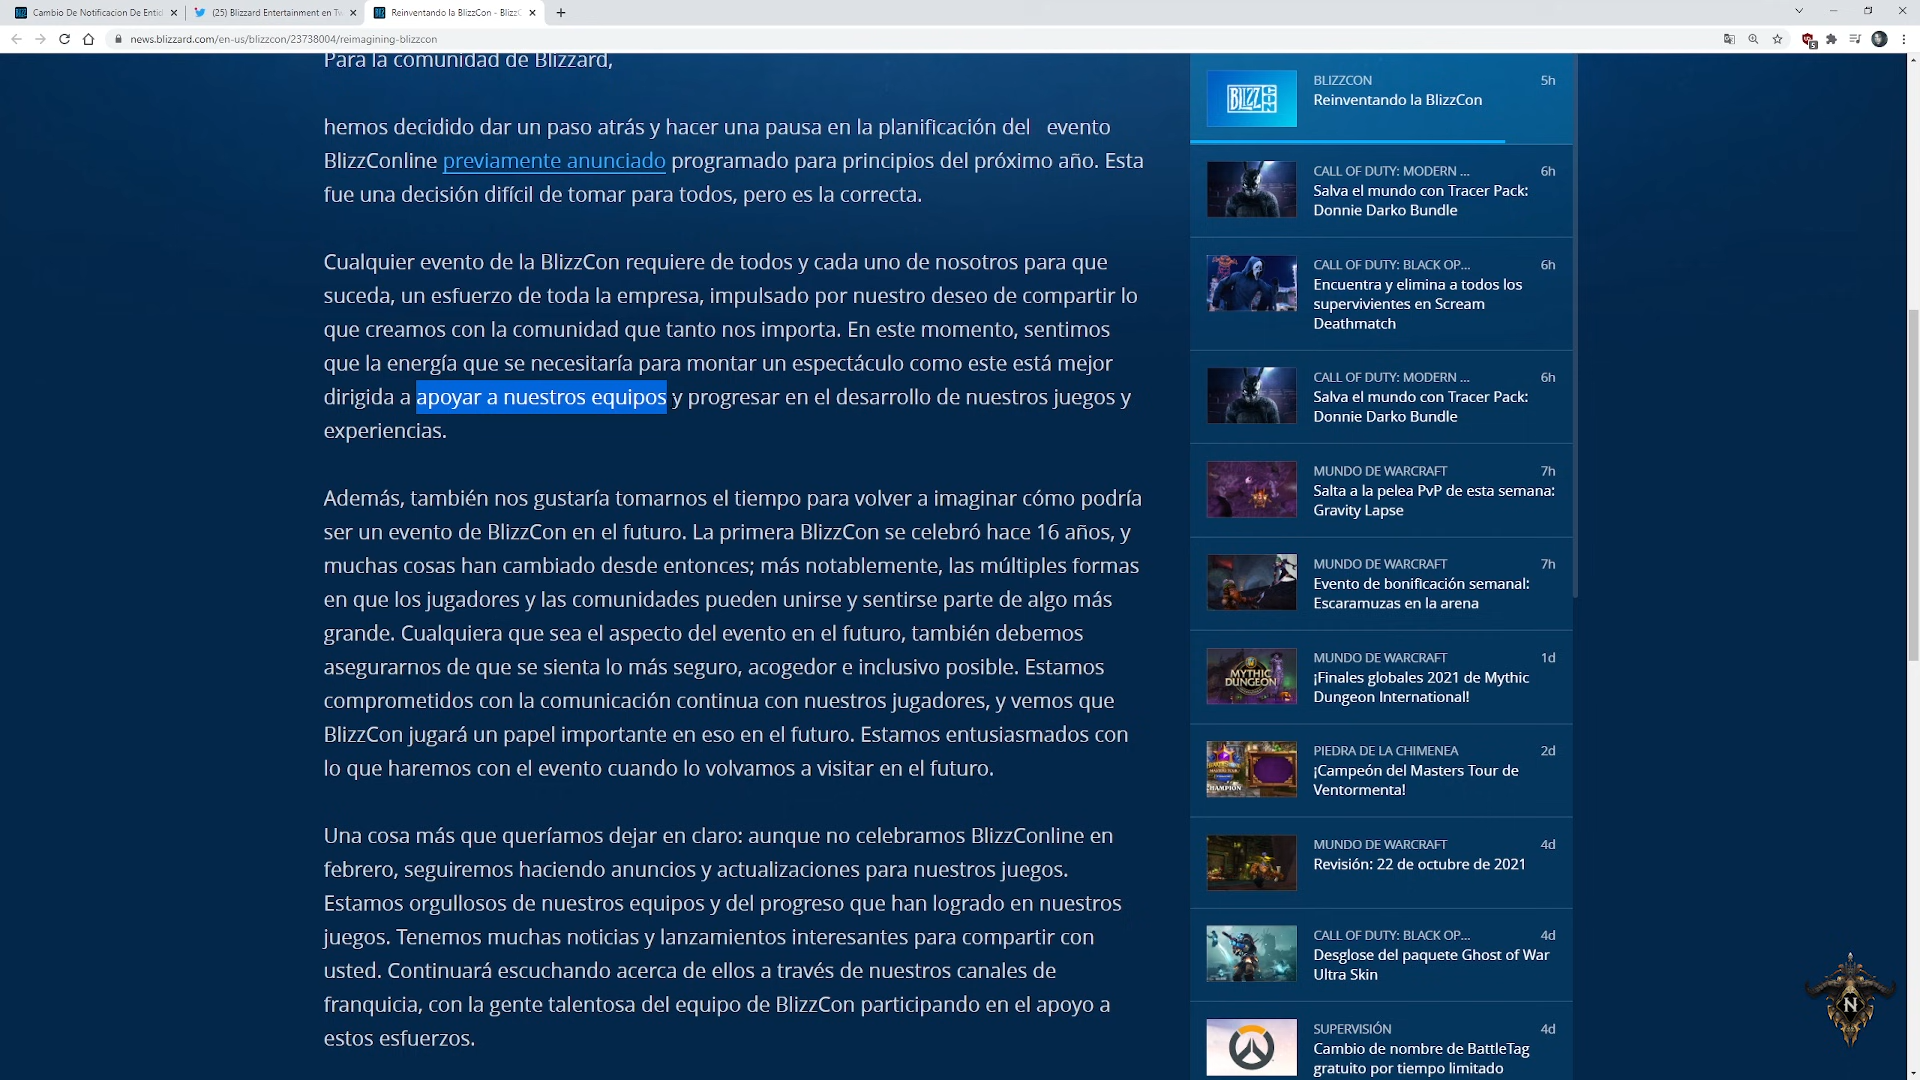 Cambio De Notificacion De Entid
(25) Blizzard Entertainment en Tw
Reinventando la BlizzCon - BlizzC
news.blizzard.com/en-us/blizzcon/23738004/reimagining-blizzcon
5
Para la comunidad de Blizzard,
hemos decidido dar un paso atrás y hacer una pausa en la planificación del evento
BlizzConline previamente anunciado programado para principios del próximo año. Esta
fue una decisión difícil de tomar para todos, pero es la correcta.
Cualquier evento de la BlizzCon requiere de todos y cada uno de nosotros para que
suceda, un esfuerzo de toda la empresa, impulsado por nuestro deseo de compartir lo
que creamos con la comunidad que tanto nos importa. En este momento, sentimos
que la energía que se necesitaría para montar un espectáculo como este está mejor
dirigida a apoyar a nuestros equipos y progresar en el desarrollo de nuestros juegos y
experiencias.
Además, también nos gustaría tomarnos el tiempo para volver a imaginar cómo podría
ser un evento de BlizzCon en el futuro. La primera BlizzCon se celebró hace 16 años, y
muchas cosas han cambiado desde entonces; más notablemente, las múltiples formas
en que los jugadores y las comunidades pueden unirse y sentirse parte de algo más
grande. Cualquiera que sea el aspecto del evento en el futuro, también debemos
asegurarnos de que se sienta lo más seguro, acogedor e inclusivo posible. Estamos
comprometidos con la comunicación continua con nuestros jugadores, y vemos que
BlizzCon jugará un papel importante en eso en el futuro. Estamos entusiasmados con
lo que haremos con el evento cuando lo volvamos a visitar en el futuro.
Una cosa más que queríamos dejar en claro: aunque no celebramos BlizzConline en
febrero, seguiremos haciendo anuncios y actualizaciones para nuestros juegos.
Estamos orgullosos de nuestros equipos y del progreso que han logrado en nuestros
juegos. Tenemos muchas noticias y lanzamientos interesantes para compartir con
usted. Continuará escuchando acerca de ellos a través de nuestros canales de
franquicia, con la gente talentosa del equipo de BlizzCon participando en el apoyo a
estos esfuerzos.
BLIZZ CON
BLIZZCON 5h
Reinventando la BlizzCon
CALL OF DUTY: MODERN ... 6h
Salva el mundo con Tracer Pack:
Donnie Darko Bundle
CALL OF DUTY: BLACK OP... 6h
Encuentra y elimina a todos los
supervivientes en Scream
Deathmatch
CALL OF DUTY: MODERN ... 6h
Salva el mundo con Tracer Pack:
Donnie Darko Bundle
MUNDO DE WARCRAFT 7h
Salta a la pelea PvP de esta semana:
Gravity Lapse
MUNDO DE WARCRAFT 7h
Evento de bonificación semanal:
Escaramuzas en la arena
MYTHIC
DUNGEON
MUNDO DE WARCRAFT 1d
¡Finales globales 2021 de Mythic
Dungeon International!
CHAMPION
PIEDRA DE LA CHIMENEA 2d
¡Campeón del Masters Tour de
Ventormenta!
MUNDO DE WARCRAFT 4d
Revisión: 22 de octubre de 2021
CALL OF DUTY: BLACK OP... 4d
Desglose del paquete Ghost of War
Ultra Skin
SUPERVISIÓN 4d
Cambio de nombre de BattleTag
gratuito por tiempo limitado
N